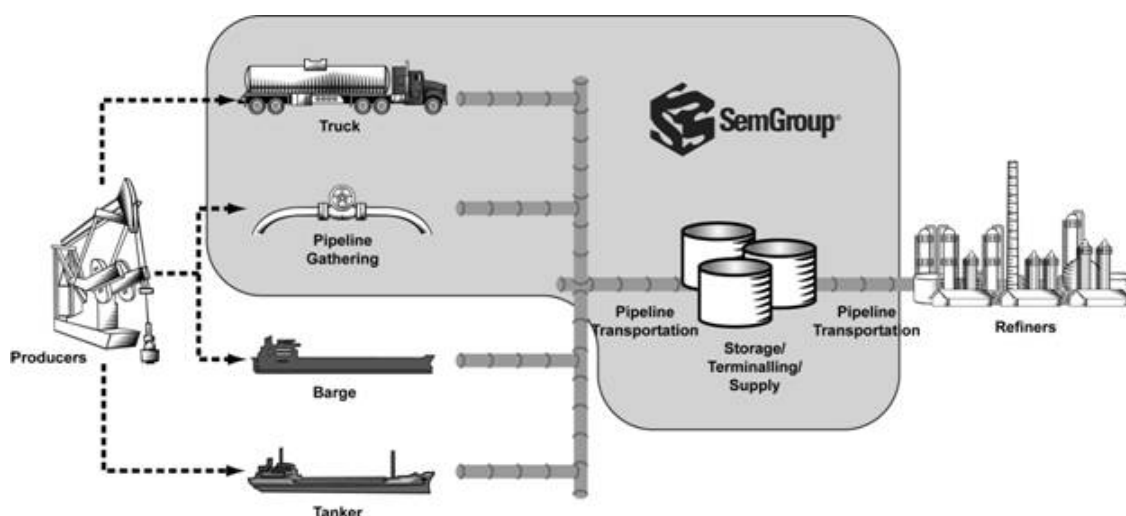 Truck
SemGroup®
Pipeline
Gathering
Producers
Pipeline
Transportation
Storage/
Terminalling/
Supply
Pipeline
Transportation
Refiners
Barge
Tanker